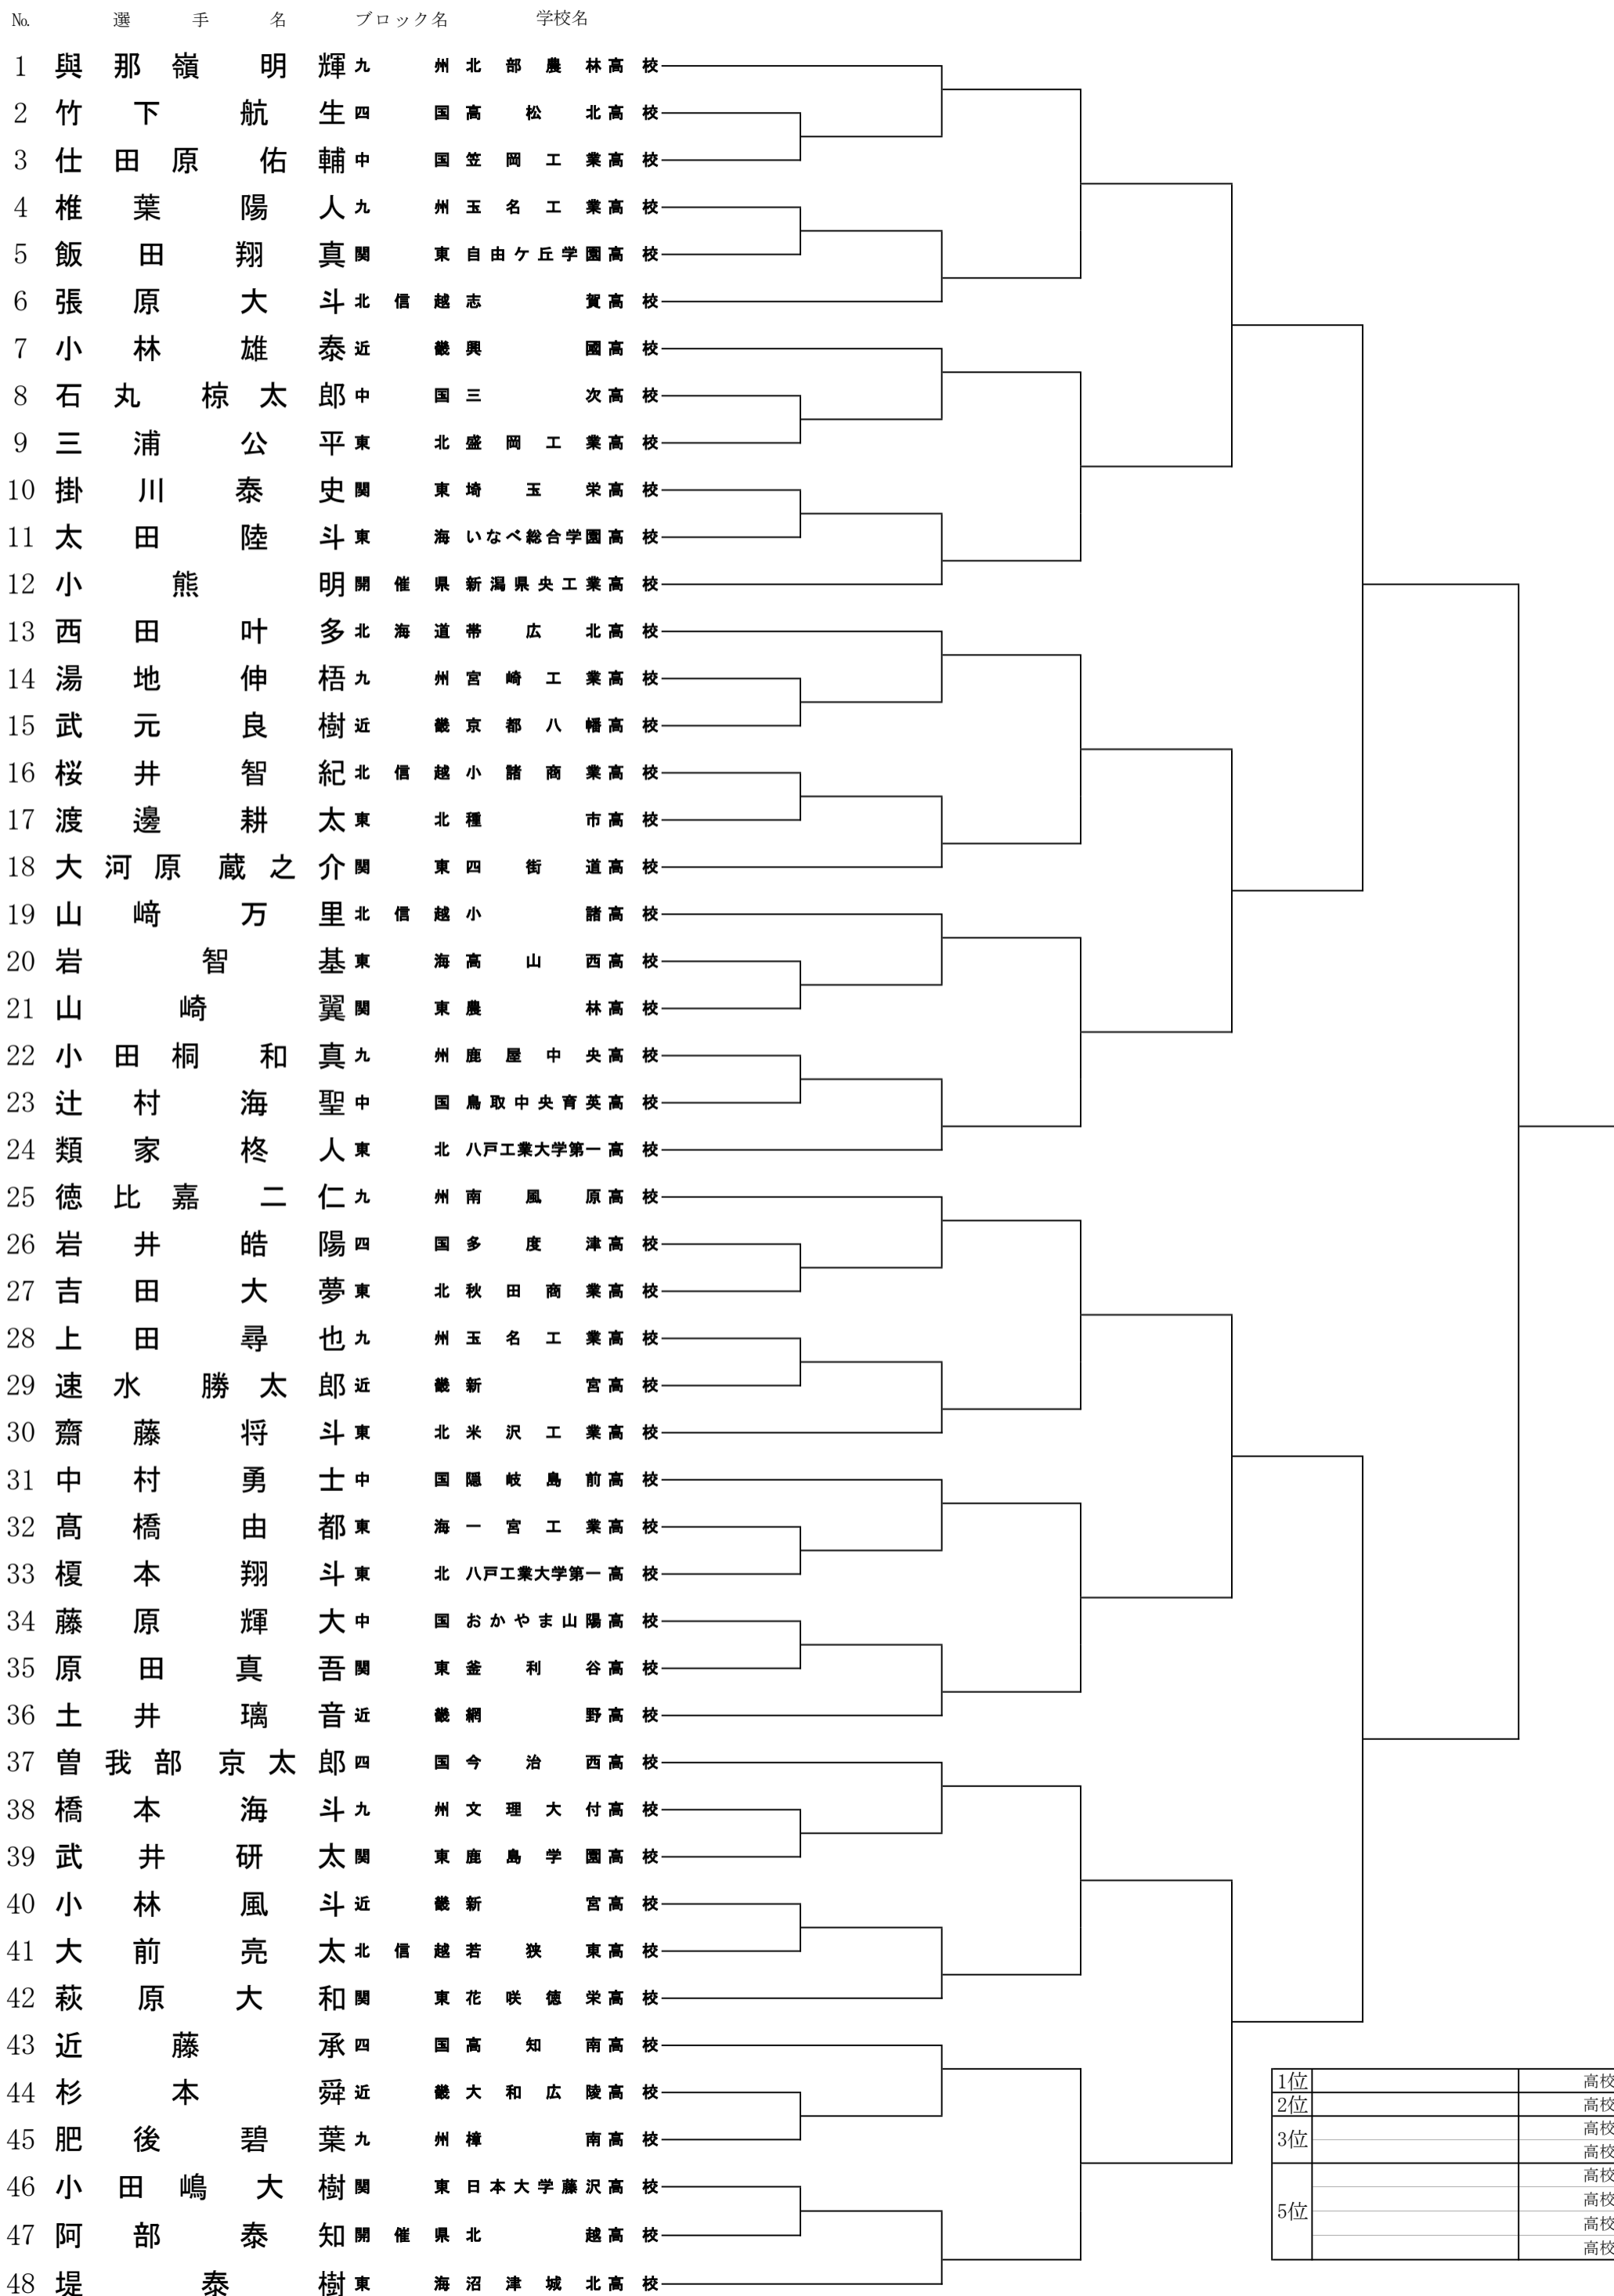 № 選手名 ブロック名 学校名
1 與那嶺 明輝 九州 北部農林高校
2 竹下 航生 四国 高松北高校
3 仕田原 佑輔 中国 笠岡工業高校
4 椎葉 陽人 九州 玉名工業高校
5 飯田 翔真 関東 自由ケ丘学園高校
6 張原 大斗 北信越 志賀高校
7 小林 雄泰 近畿 興國高校
8 石丸 椋太郎 中国 三次高校
9 三浦 公平 東北 盛岡工業高校
10 掛川 泰史 関東 埼玉栄高校
11 太田 陸斗 東海 いなべ総合学園高校
12 小熊 明 開催県 新潟県央工業高校
13 西田 叶多 北海道 帯広北高校
14 湯地 伸梧 九州 宮崎工業高校
15 武元 良樹 近畿 京都八幡高校
16 桜井 智紀 北信越 小諸商業高校
17 渡邊 耕太 東北 種市高校
18 大河原 蔵之介 関東 四街道高校
19 山﨑 万里 北信越 小諸高校
20 岩 智基 東海 高山西高校
21 山崎 翼 関東 農林高校
22 小田桐 和真 九州 鹿屋中央高校
23 辻村 海聖 中国 鳥取中央育英高校
24 類家 柊人 東北 八戸工業大学第一高校
25 徳比嘉 二仁 九州 南風原高校
26 岩井 皓陽 四国 多度津高校
27 吉田 大夢 東北 秋田商業高校
28 上田 尋也 九州 玉名工業高校
29 速水 勝太郎 近畿 新宮高校
30 齋藤 将斗 東北 米沢工業高校
31 中村 勇士 中国 隠岐島前高校
32 髙橋 由都 東海 一宮工業高校
33 榎本 翔斗 東北 八戸工業大学第一高校
34 藤原 輝大 中国 おかやま山陽高校
35 原田 真吾 関東 釜利谷高校
36 土井 璃音 近畿 網野高校
37 曽我部 京太郎 四国 今治西高校
38 橋本 海斗 九州 文理大付高校
39 武井 研太 関東 鹿島学園高校
40 小林 風斗 近畿 新宮高校
41 大前 亮太 北信越 若狭東高校
42 萩原 大和 関東 花咲徳栄高校
43 近藤 承 四国 高知南高校
44 杉本 舜 近畿 大和広陵高校
45 肥後 碧葉 九州 樟南高校
46 小田嶋 大樹 関東 日本大学藤沢高校
47 阿部 泰知 開催県 北越高校
48 堤 泰樹 東海 沼津城北高校
1位 高校
2位 高校
3位 高校
高校
5位 高校
高校
高校
高校